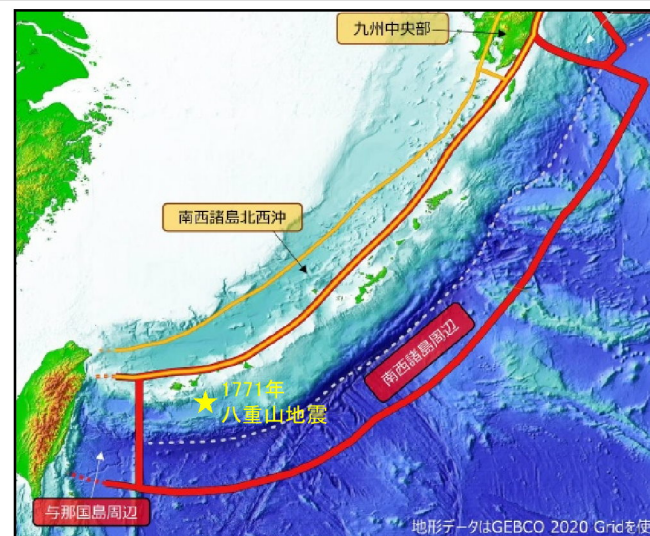 九州中央部
南西諸島北西沖
南西諸島周辺
1771年
八重山地震
与那国島周辺
地形データはGEBCO 2020 Gridを使